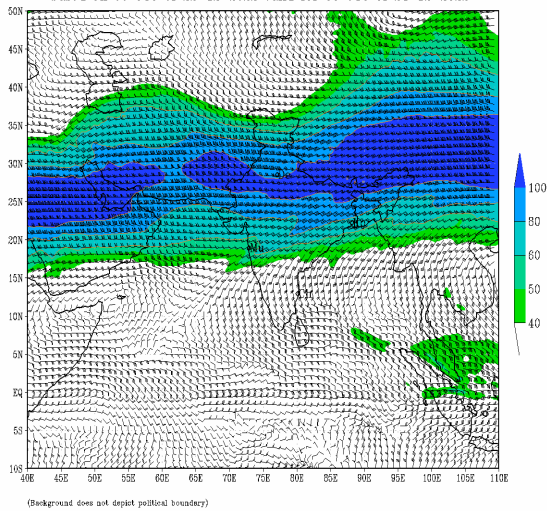 50N
45N
40N
35N
30N
25N
20N
15N
10N
5N
EQ
5S
10S
40E 45E 50E 55E 60E 65E 70E 75E 80E 85E 90E 95E 100E 105E 110E
100
80
60
50
40
Mu
(Background does not depict political boundary)